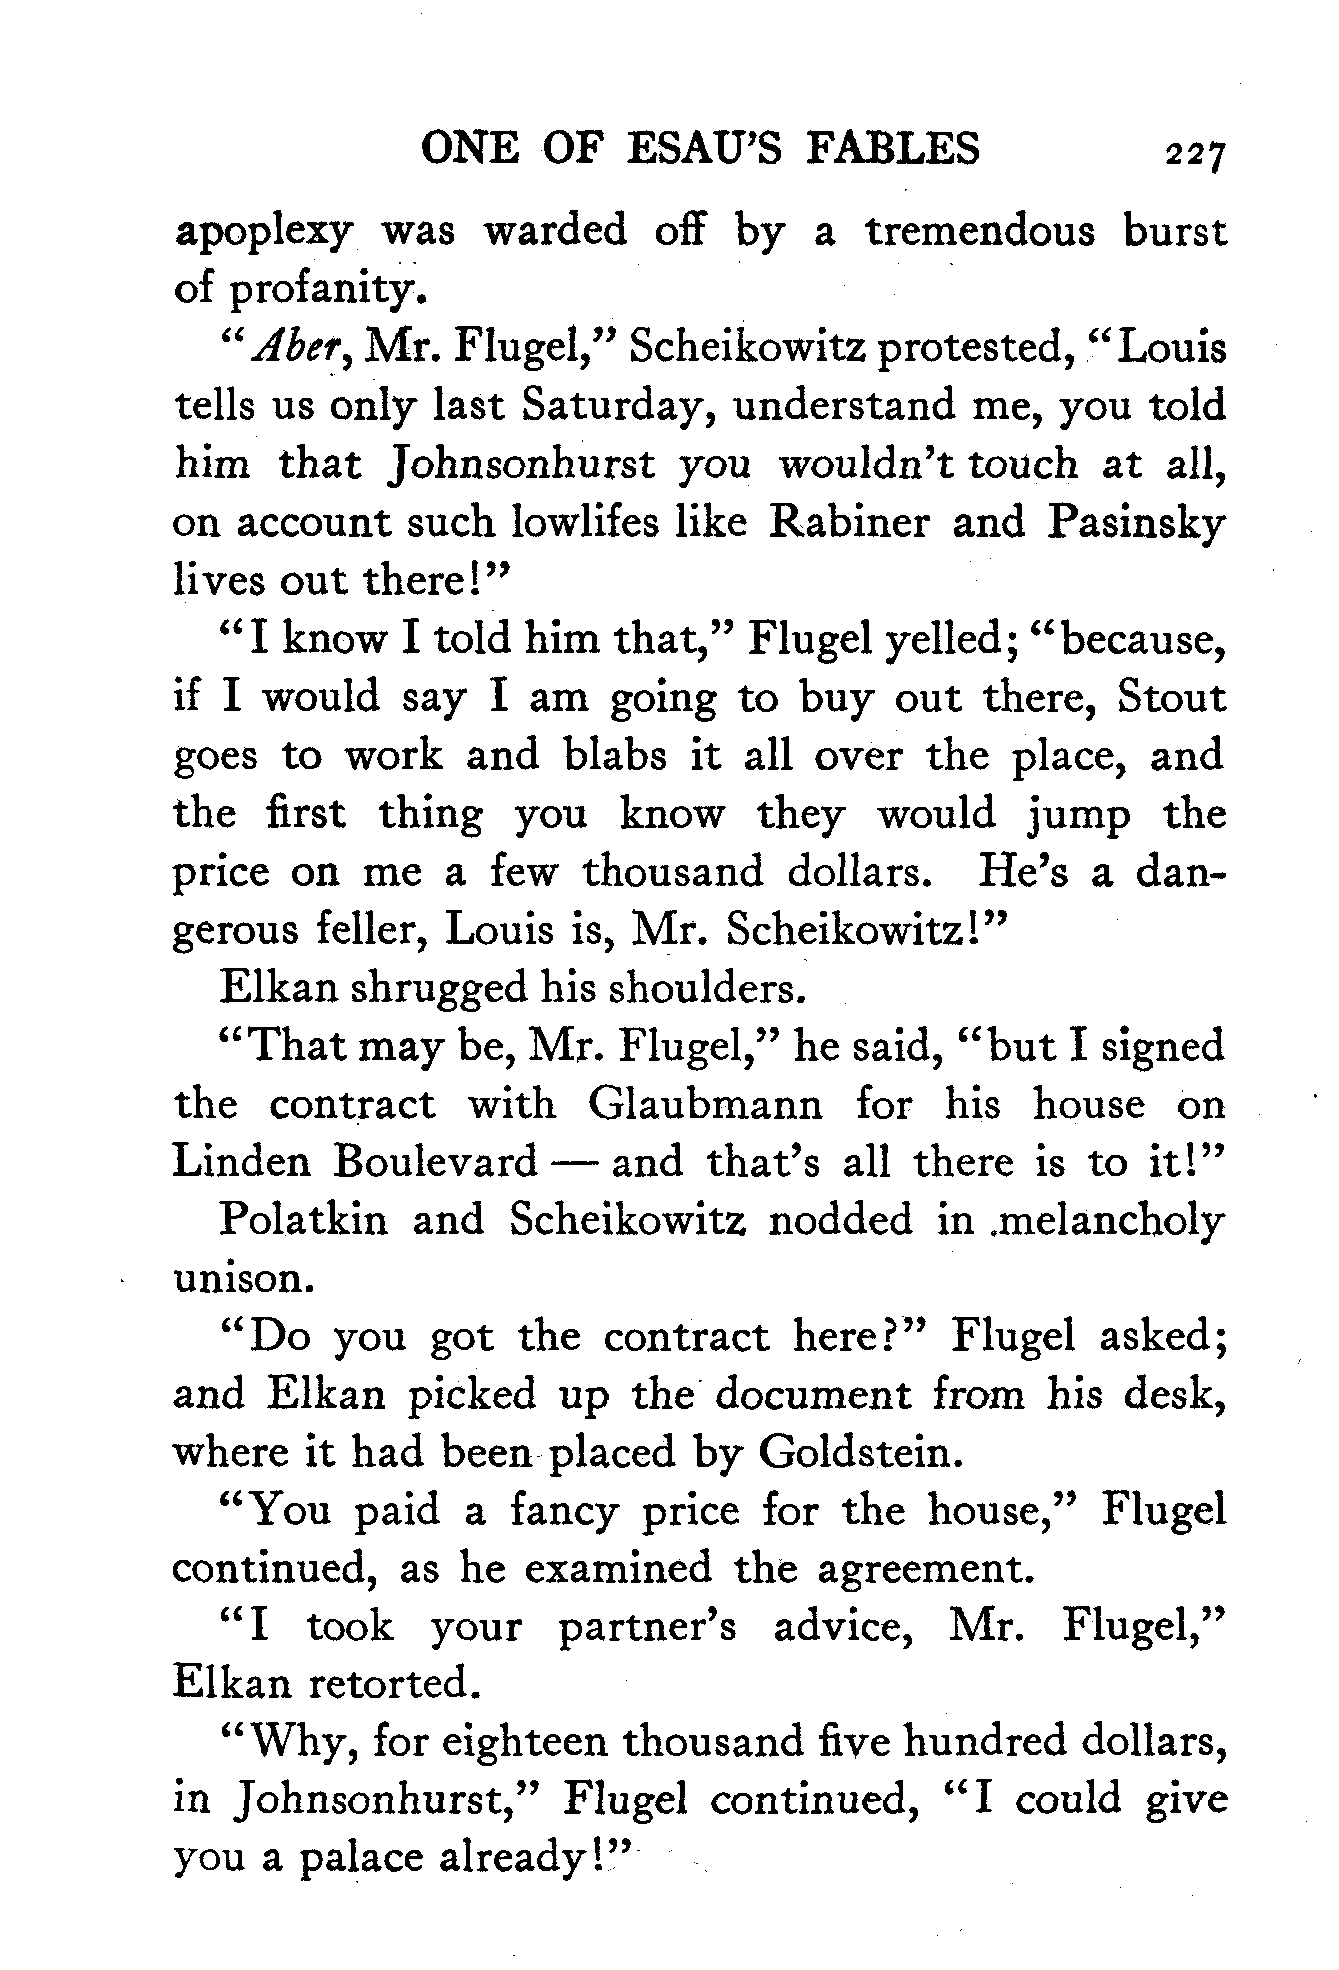 ONE OF ESAU'S FABLES 227
apoplexy was warded off by a tremendous burst
of profanity.
"Aber, Mr. Flugel," Scheikowitz protested, "Louis
tells us only last Saturday, understand me, you told
him that Johnsonhurst you wouldn't touch at all,
on account such lowlifes like Rabiner and Pasinsky
lives out there!"
"I know I told him that," Flugel yelled; "because,
if I would say I am going to buy out there, Stout
goes to work and blabs it all over the place, and
the first thing you know they would jump the
price on me a few thousand dollars. He's a dan-
gerous feller, Louis is, Mr. Scheikowitz!"
Elkan shrugged his shoulders.
"That may be, Mr. Flugel," he said, "but I signed
the contract with Glaubmann for his house on
Linden Boulevard — and that's all there is to it!"
Polatkin and Scheikowitz nodded in melancholy
unison.
"Do you got the contract here?" Flugel asked;
and Elkan picked up the document from his desk,
where it had been placed by Goldstein.
"You paid a fancy price for the house," Flugel
continued, as he examined the agreement.
"I took your partner's advice, Mr. Flugel,"
Elkan retorted.
"Why, for eighteen thousand five hundred dollars,
in Johnsonhurst," Flugel continued, "I could give
you a palace already!"